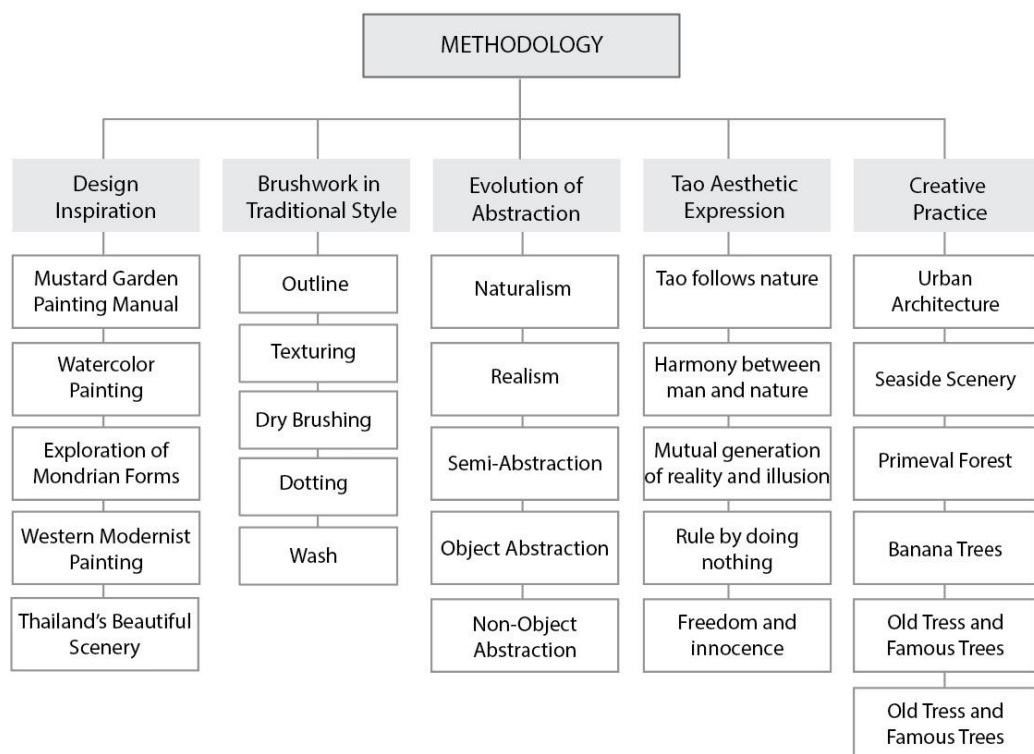 METHODOLOGY
Design
Inspiration
Mustard Garden
Painting Manual
Watercolor
Painting
Exploration of
Mondrian Forms
Western Modernist
Painting
Thailand's Beautiful
Scenery
Brushwork in
Traditional Style
Outline
Texturing
Dry Brushing
Dotting
Wash
Evolution of
Abstraction
Naturalism
Realism
Semi-Abstraction
Object Abstraction
Non-Object
Abstraction
Tao Aesthetic
Expression
Tao follows nature
Harmony between
man and nature
Mutual generation
of reality and illusion
Rule by doing
nothing
Freedom and
innocence
Creative
Practice
Urban
Architecture
Seaside Scenery
Primeval Forest
Banana Trees
Old Tress and
Famous Trees
Old Tress and
Famous Trees